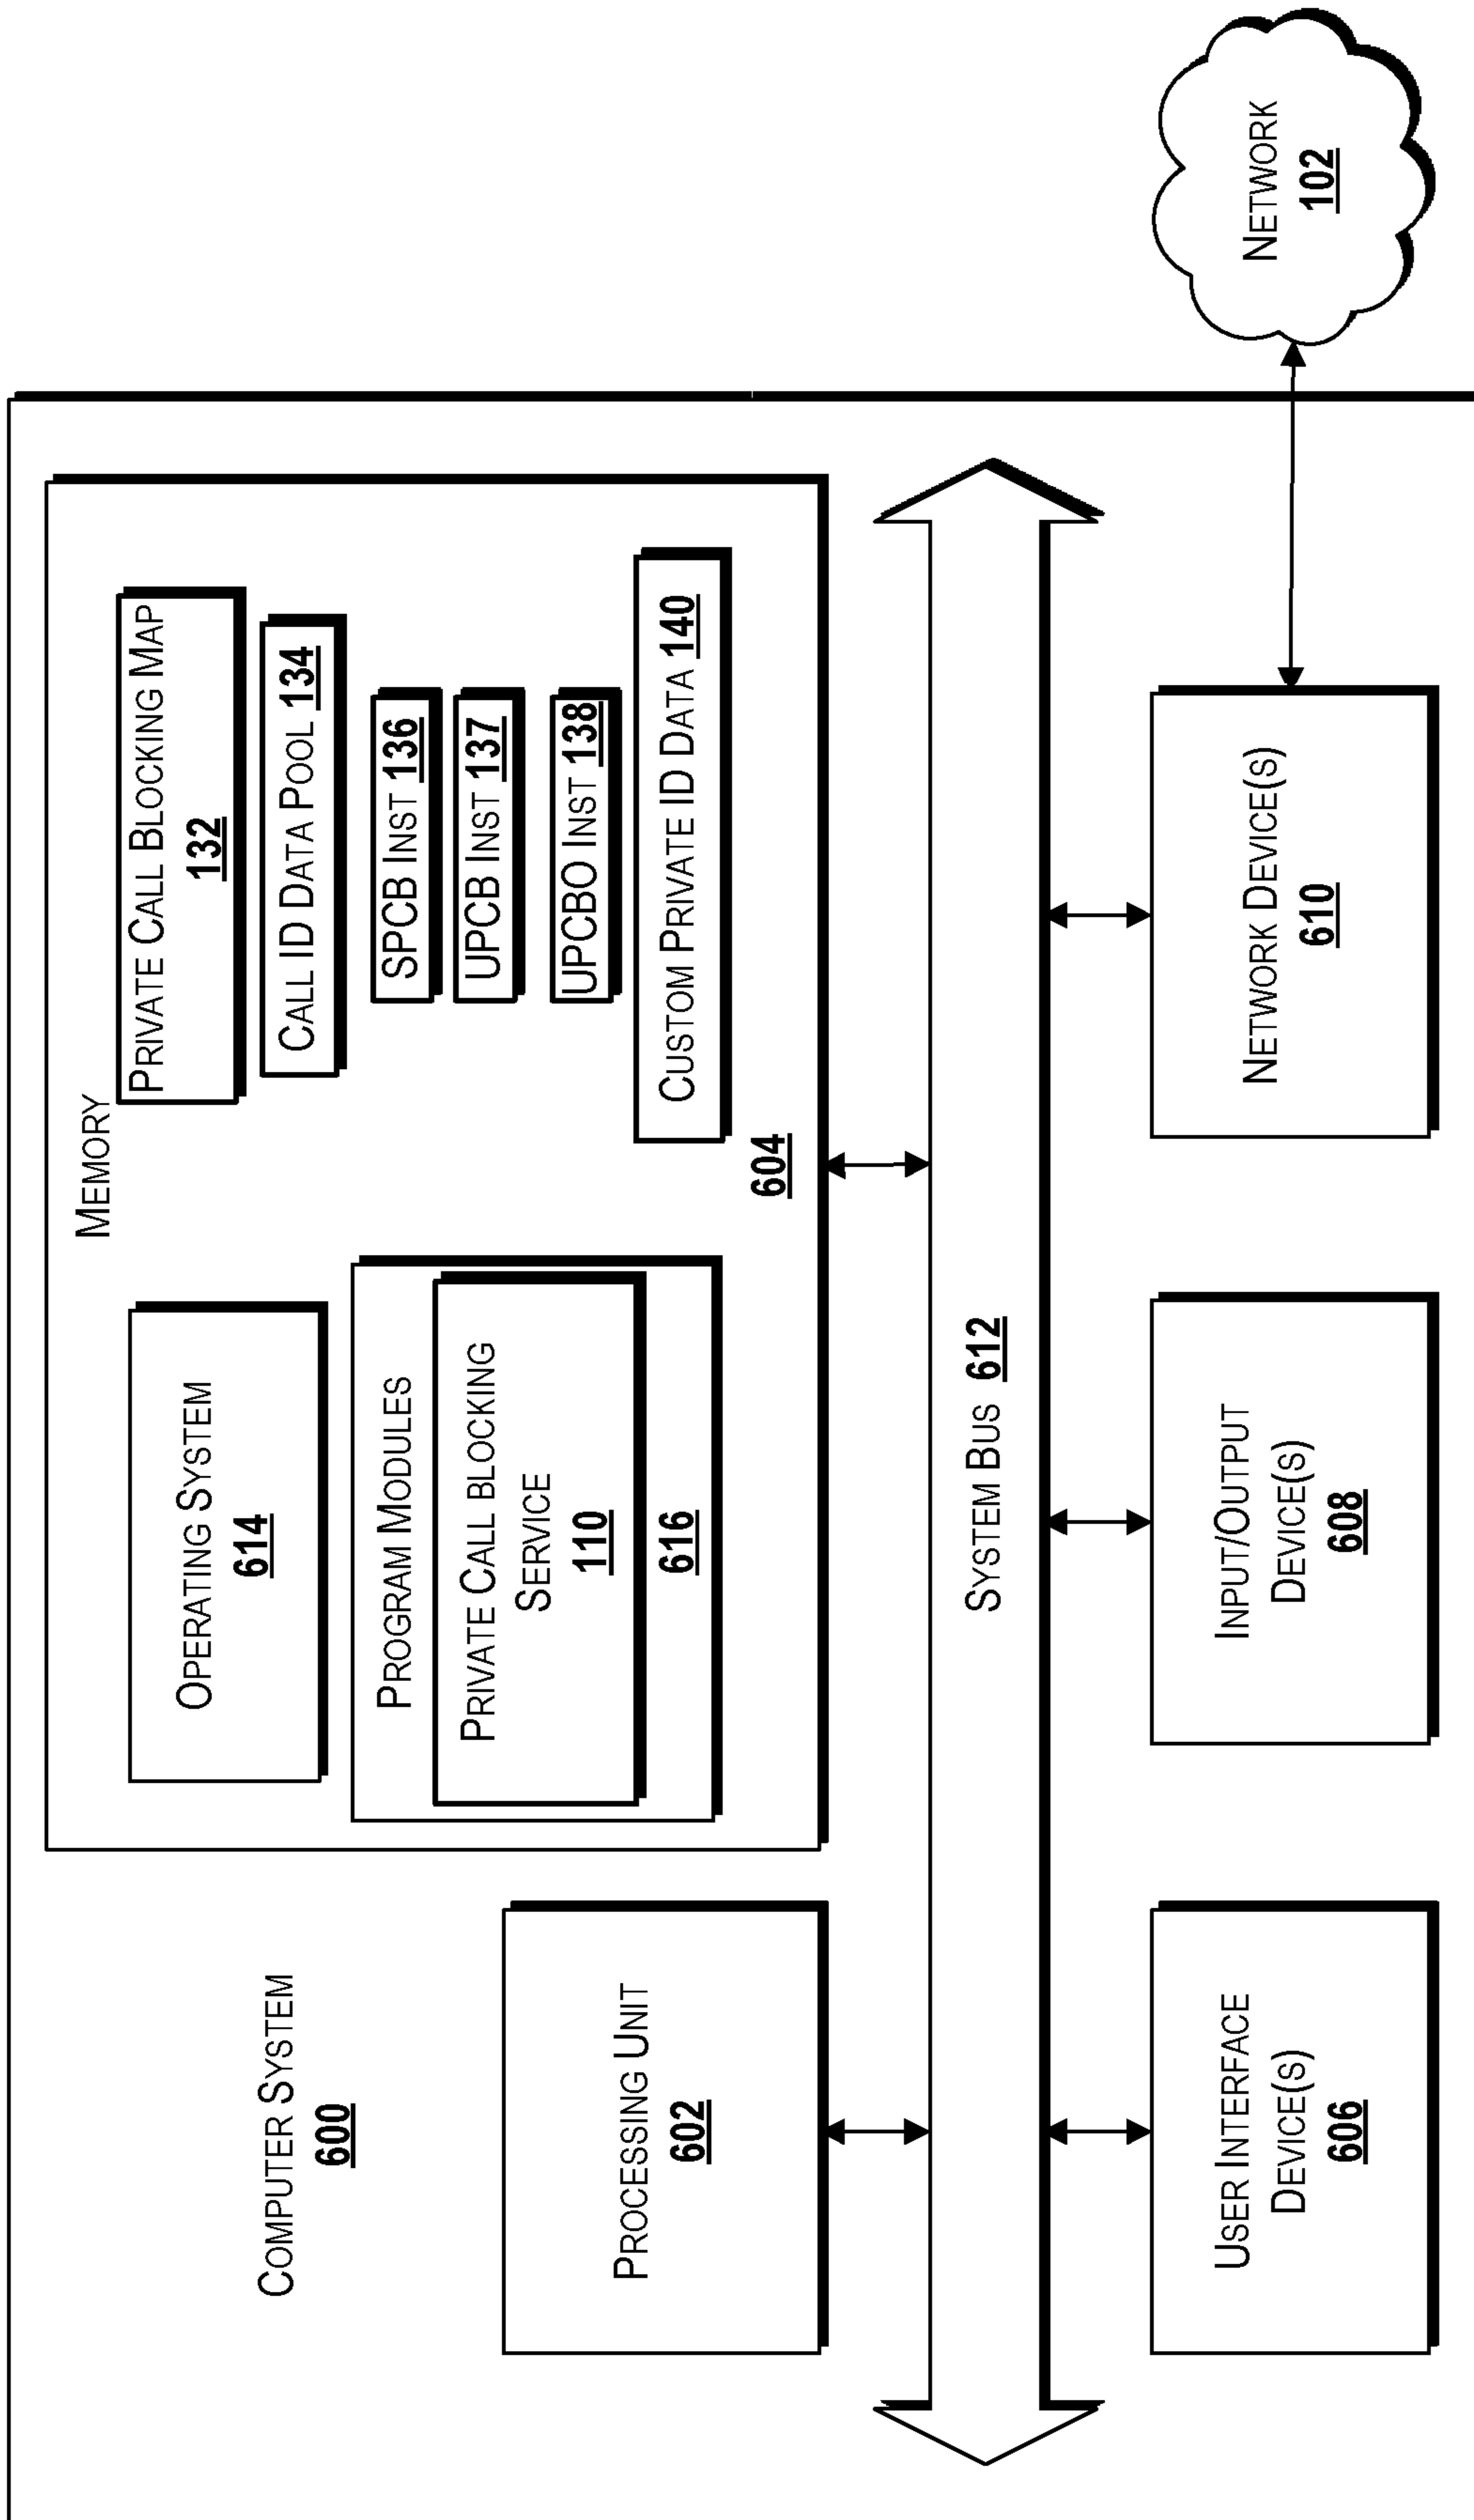 COMPUTER SYSTEM
600
PROCESSING UNIT
602
MEMORY
OPERATING SYSTEM
614
PROGRAM MODULES
PRIVATE CALL BLOCKING
SERVICE
110
616
PRIVATE CALL BLOCKING MAP
132
CALL ID DATA POOL 134
SPCB INST 136
UPCB INST 137
UPCBO INST 138
CUSTOM PRIVATE ID DATA 140
604
SYSTEM BUS 612
USER INTERFACE
DEVICE(S)
606
INPUT/OUTPUT
DEVICE(S)
608
NETWORK DEVICE(S)
610
NETWORK
102